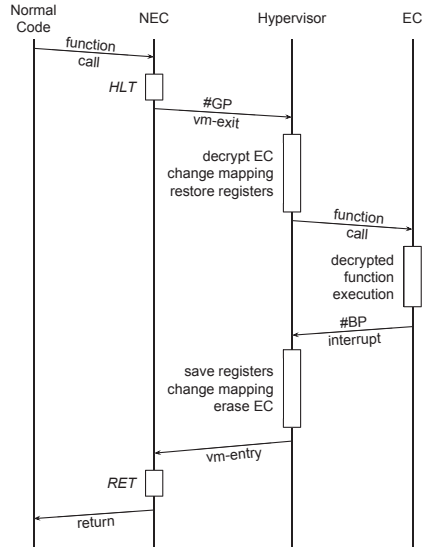 Normal
Code
NEC
Hypervisor
EC
function
call
HLT
#GP
vm-exit
decrypt EC
change mapping
restore registers
function
call
decrypted
function
execution
#BP
interrupt
save registers
change mapping
erase EC
vm-entry
RET
return